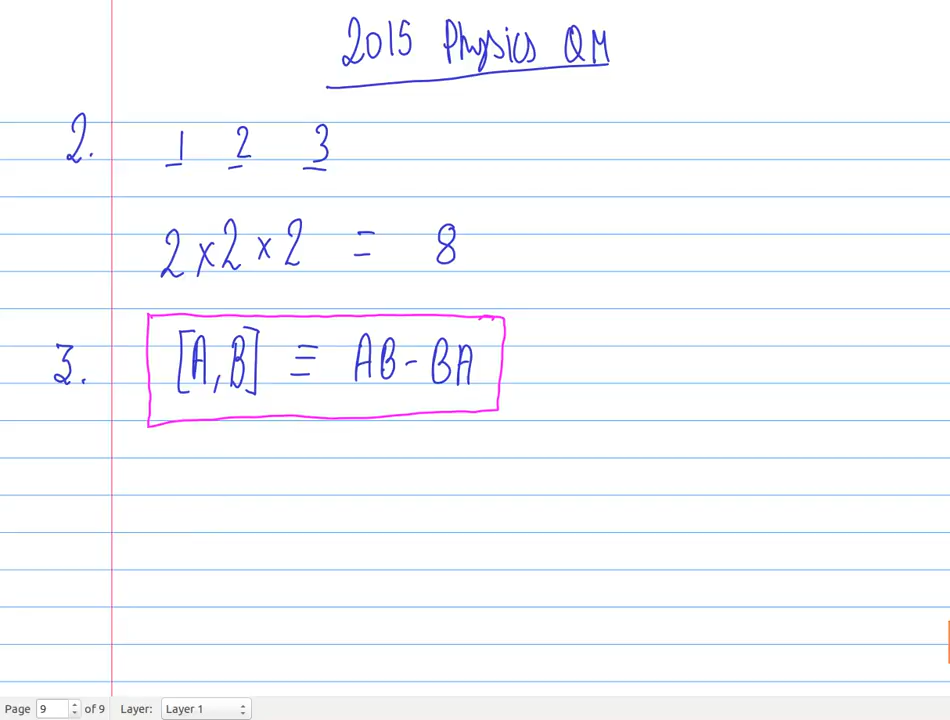 2015 Physics QM
2. 1 2 3
2 × 2 × 2 = 8
3. [A, B] ≡ AB - BA
Page 9 of 9 Layer: Layer 1